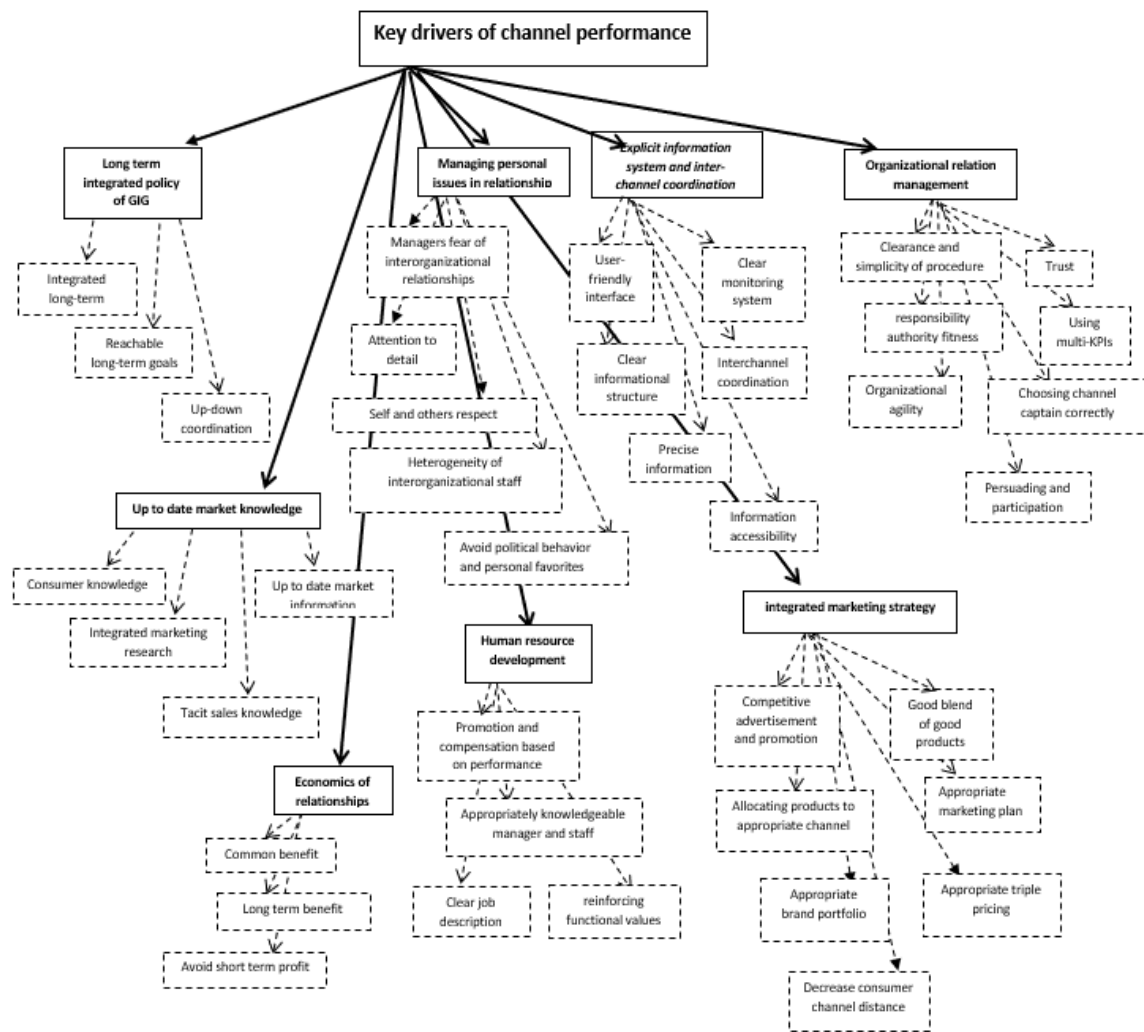 Key drivers of channel performance
Long term
integrated policy
of GIG
Managing personal
issues in relationship
Explicit information
system and inter-
channel coordination
Organizational relation
management
Integrated
long-term
Reachable
long-term goals
Up-down
coordination
Managers fear of
interorganizational
relationships
Attention to
detail
Self and others respect
Heterogeneity of
interorganizational staff
Avoid political behavior
and personal favorites
User-
friendly
interface
Clear
monitoring
system
Clear
informational
structure
Interchannel
coordination
Precise
information
Information
accessibility
Clearance and
simplicity of procedure
Trust
responsibility
authority fitness
Using
multi-KPIs
Organizational
agility
Choosing channel
captain correctly
Persuading and
participation
Up to date market knowledge
Consumer knowledge
Up to date market
information
Integrated marketing
research
Tacit sales knowledge
Human resource
development
Promotion and
compensation based
on performance
Appropriately knowledgeable
manager and staff
Clear job
description
reinforcing
functional values
integrated marketing strategy
Competitive
advertisement
and promotion
Good blend
of good
products
Allocating products to
appropriate channel
Appropriate
marketing plan
Appropriate
brand portfolio
Appropriate triple
pricing
Decrease consumer
channel distance
Economics of
relationships
Common benefit
Long term benefit
Avoid short term profit